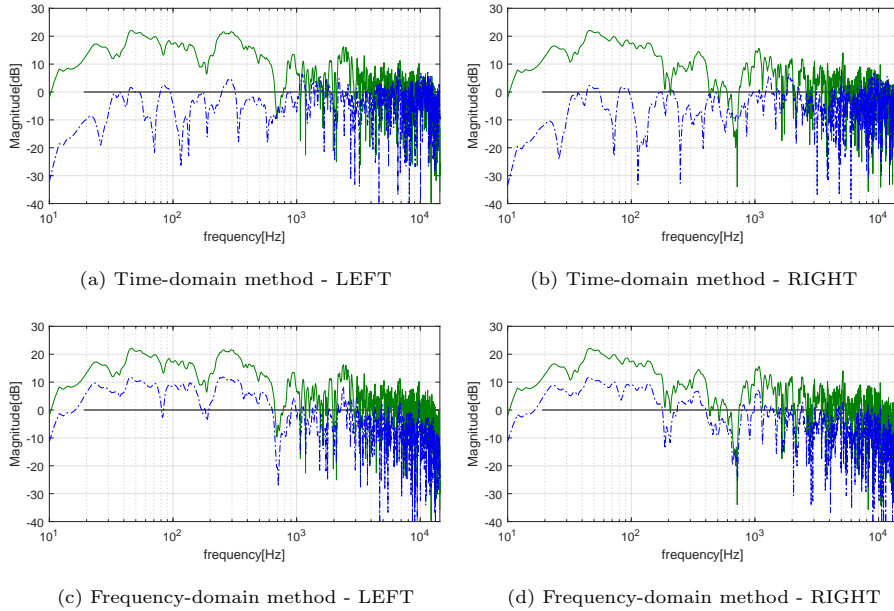 30
20
10
0
-10
-20
-30
-40
Magnitude[dB]
10^1 10^2 10^3 10^4
frequency[Hz]
(a) Time-domain method - LEFT
30
20
10
0
-10
-20
-30
-40
Magnitude[dB]
10^1 10^2 10^3 10^4
frequency[Hz]
(b) Time-domain method - RIGHT
30
20
10
0
-10
-20
-30
-40
Magnitude[dB]
10^1 10^2 10^3 10^4
frequency[Hz]
(c) Frequency-domain method - LEFT
30
20
10
0
-10
-20
-30
-40
Magnitude[dB]
10^1 10^2 10^3 10^4
frequency[Hz]
(d) Frequency-domain method - RIGHT